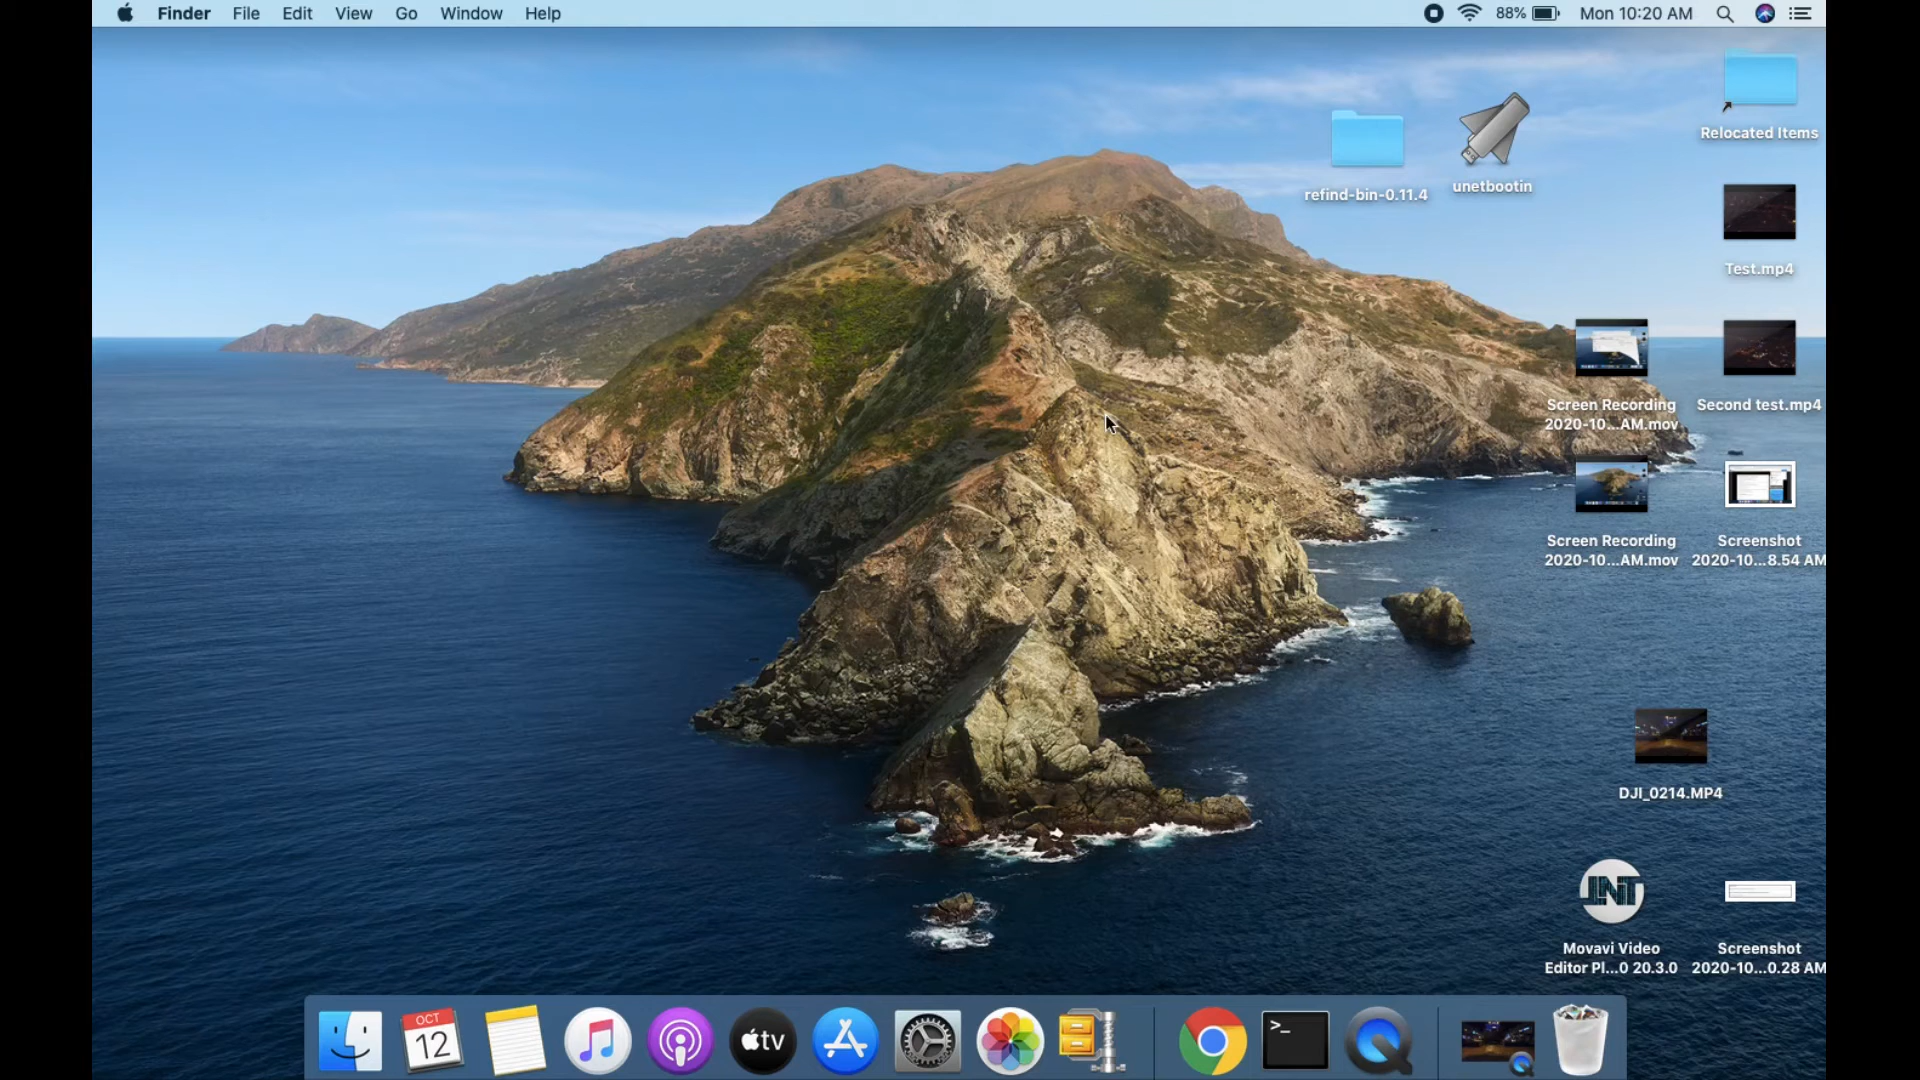 Finder File Edit View Go Window Help 88% Mon 10:20 AM
Relocated Items
refind-bin-0.11.4
unetbootin
Test.mp4
Screen Recording
2020-10...AM.mov
Second test.mp4
Screen Recording
2020-10...AM.mov
Screenshot
2020-10...8.54 AM
DJI_0214.MP4
JNT
Movavi Video
Editor Pl...0 20.3.0
Screenshot
2020-10...0.28 AM
OCT
12
tv
>_